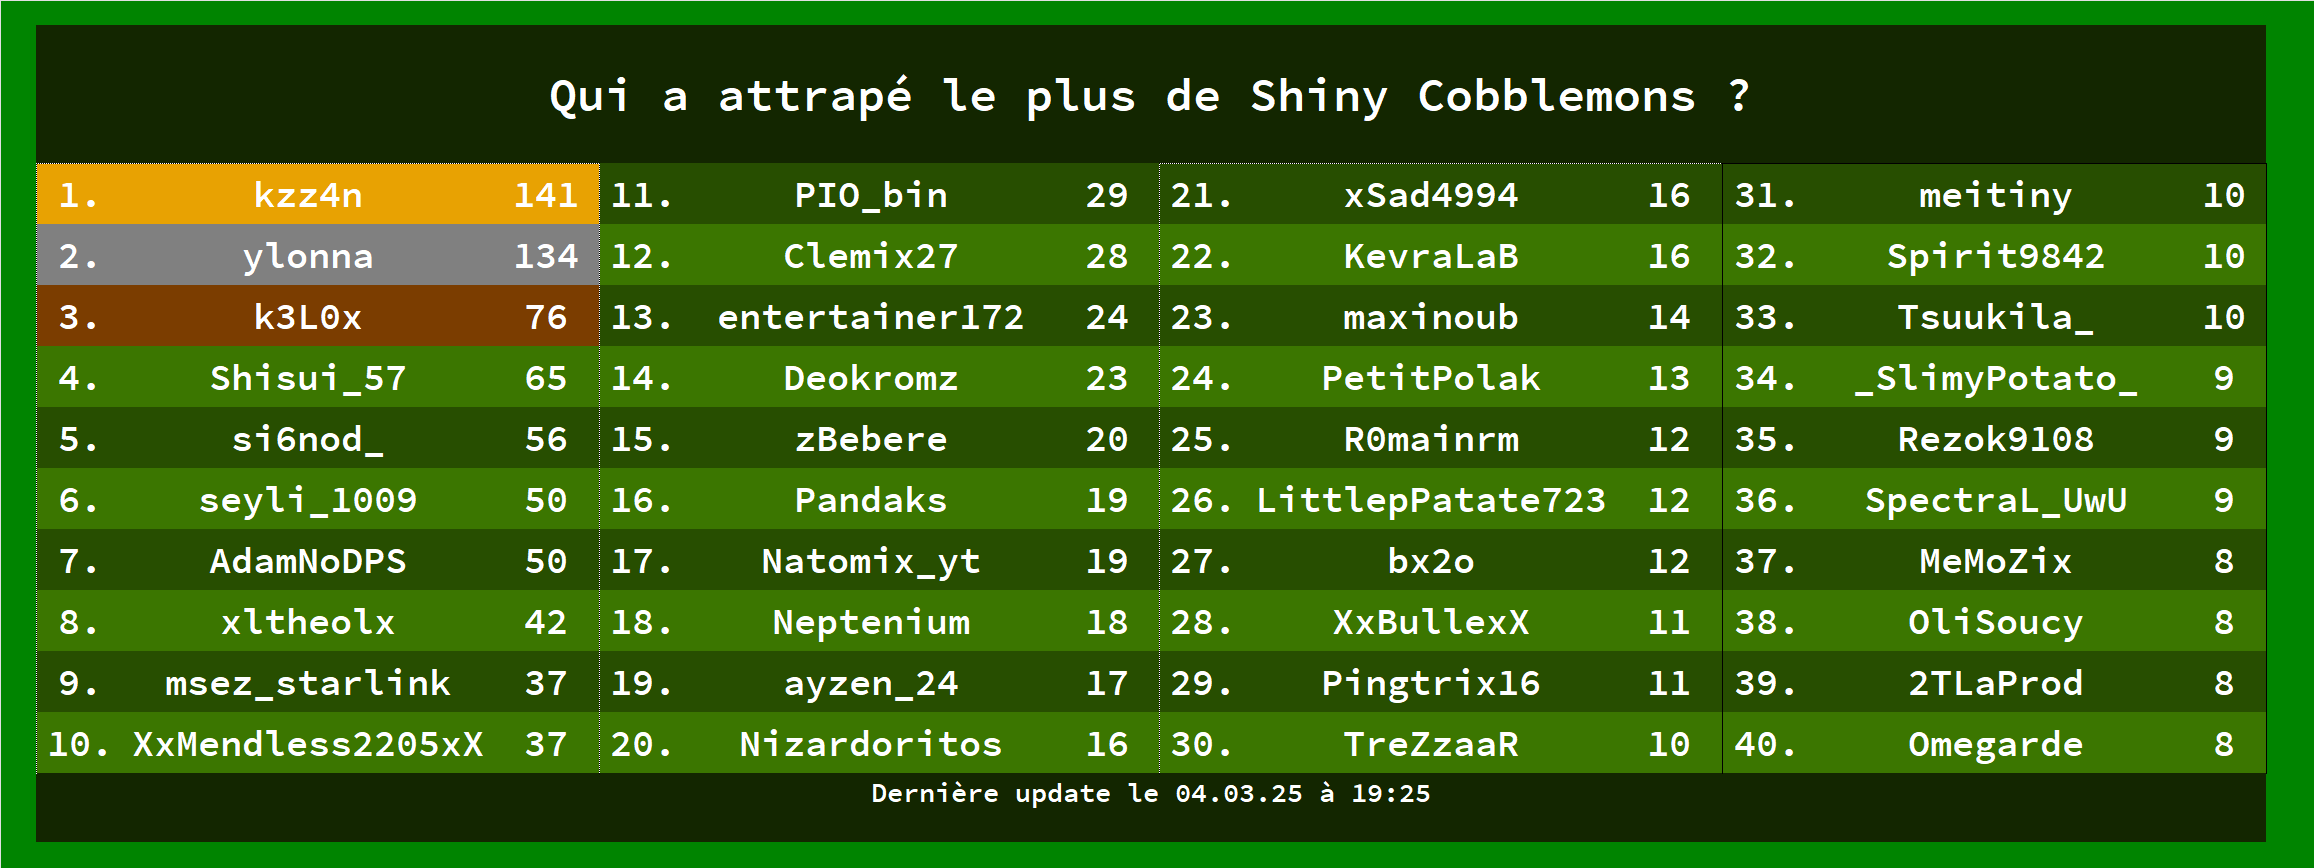 Qui a attrapé le plus de Shiny Cobblemons ?
1. kzz4n 141 11. PIO_bin 29 21. xSad4994 16 31. meitiny 10
2. ylonna 134 12. Clemix27 28 22. KevraLaB 16 32. Spirit9842 10
3. k3L0x 76 13. entertainer172 24 23. maxinoub 14 33. Tsuukila_ 10
4. Shisui_57 65 14. Deokromz 23 24. PetitPolak 13 34. _SlimyPotato_ 9
5. si6nod_ 56 15. zBebere 20 25. R0mainrm 12 35. Rezok9108 9
6. seyli_1009 50 16. Pandaks 19 26. LittlepPatate723 12 36. SpectraL_UwU 9
7. AdamNoDPS 50 17. Natomix_yt 19 27. bx2o 12 37. MeMoZix 8
8. xltheolx 42 18. Neptenium 18 28. XxBullexX 11 38. OliSoucy 8
9. msez_starlink 37 19. ayzen_24 17 29. Pingtrix16 11 39. 2TLaProd 8
10. XxMendless2205xX 37 20. Nizardoritos 16 30. TreZzaaR 10 40. Omegarde 8
Dernière update le 04.03.25 à 19:25